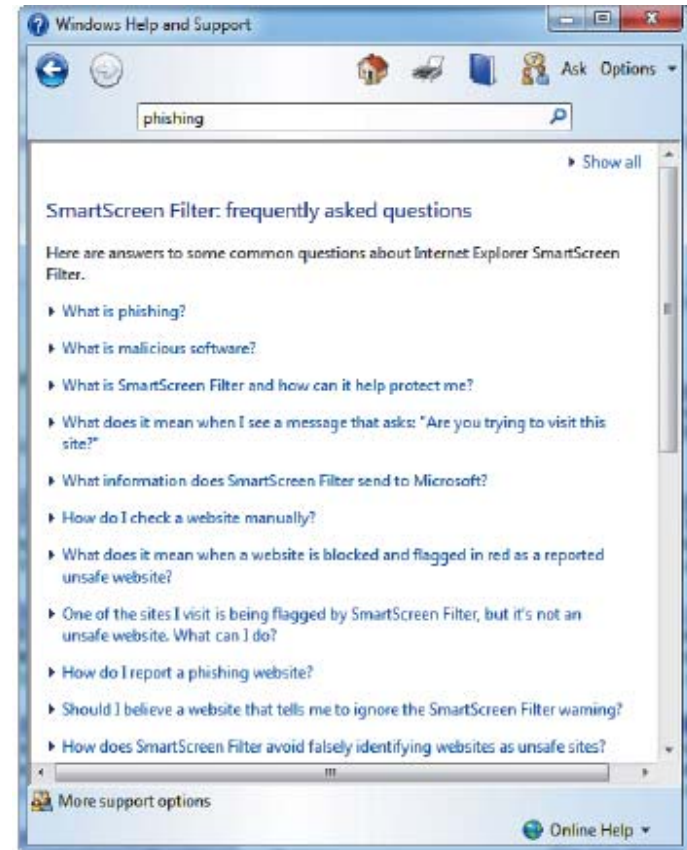 Windows Help and Support
Ask Options
phishing
Show all
SmartScreen Filter: frequently asked questions
Here are answers to some common questions about Internet Explorer SmartScreen
Filter.
What is phishing?
What is malicious software?
What is SmartScreen Filter and how can it help protect me?
What does it mean when I see a message that asks: "Are you trying to visit this
site?"
What information does SmartScreen Filter send to Microsoft?
How do I check a website manually?
What does it mean when a website is blocked and flagged in red as a reported
unsafe website?
One of the sites I visit is being flagged by SmartScreen Filter, but it's not an
unsafe website. What can I do?
How do I report a phishing website?
Should I believe a website that tells me to ignore the SmartScreen Filter warning?
How does SmartScreen Filter avoid falsely identifying websites as unsafe sites?
More support options
Online Help